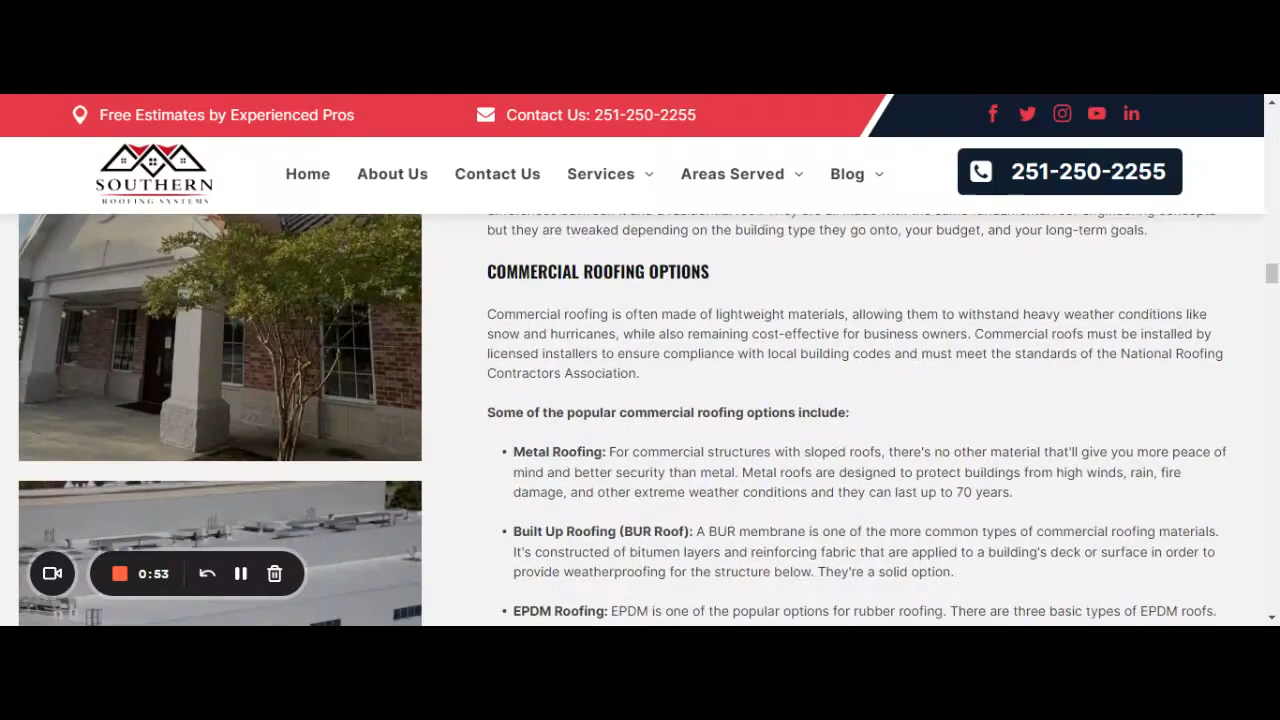 Free Estimates by Experienced Pros
Contact Us: 251-250-2255
SOUTHERN
ROOFING SYSTEMS
Home
About Us
Contact Us
Services
Areas Served
Blog
251-250-2255
but they are tweaked depending on the building type they go onto, your budget, and your long-term goals.
COMMERCIAL ROOFING OPTIONS
Commercial roofing is often made of lightweight materials, allowing them to withstand heavy weather conditions like
snow and hurricanes, while also remaining cost-effective for business owners. Commercial roofs must be installed by
licensed installers to ensure compliance with local building codes and must meet the standards of the National Roofing
Contractors Association.
Some of the popular commercial roofing options include:
• Metal Roofing: For commercial structures with sloped roofs, there's no other material that'll give you more peace of
mind and better security than metal. Metal roofs are designed to protect buildings from high winds, rain, fire
damage, and other extreme weather conditions and they can last up to 70 years.
• Built Up Roofing (BUR Roof): A BUR membrane is one of the more common types of commercial roofing materials.
It's constructed of bitumen layers and reinforcing fabric that are applied to a building's deck or surface in order to
provide weatherproofing for the structure below. They're a solid option.
• EPDM Roofing: EPDM is one of the popular options for rubber roofing. There are three basic types of EPDM roofs.
0:53